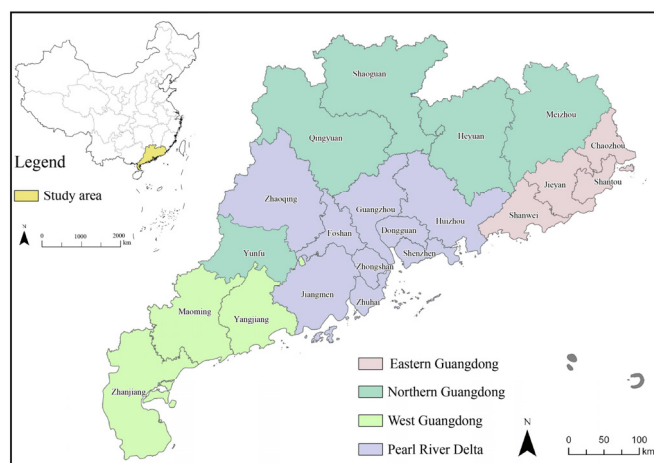 Legend
Study area
N
0 1000 2000
km
Shaoguan
Meizhou
Qingyuan
Heyuan
Chaozhou
Jieyan
Shantou
Zhaoqing
Guangzhou
Huizhou
Shanwei
Foshan
Dongguan
Yunfu
Shenzhen
Zhongshan
Jiangmen
Zhuhai
Maoming
Yangjiang
Zhanjiang
Eastern Guangdong
Northern Guangdong
West Guangdong
Pearl River Delta
N
0 50 100
km